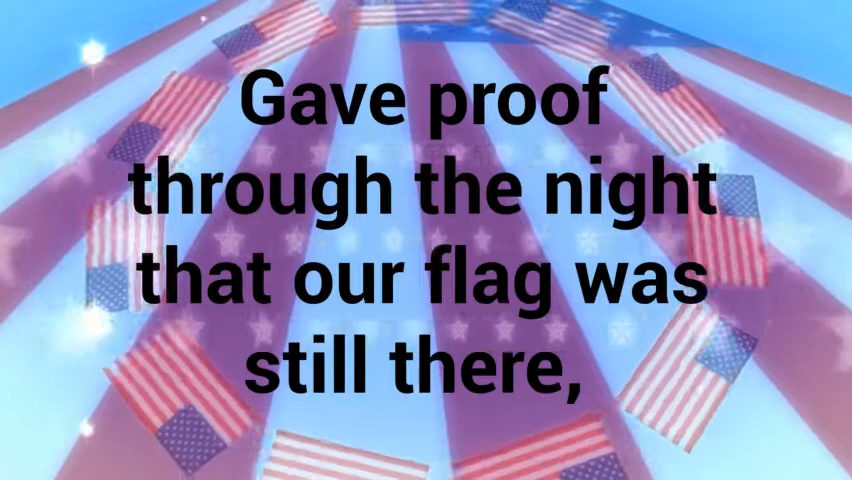 Gave proof
through the night
that our flag was
still there,